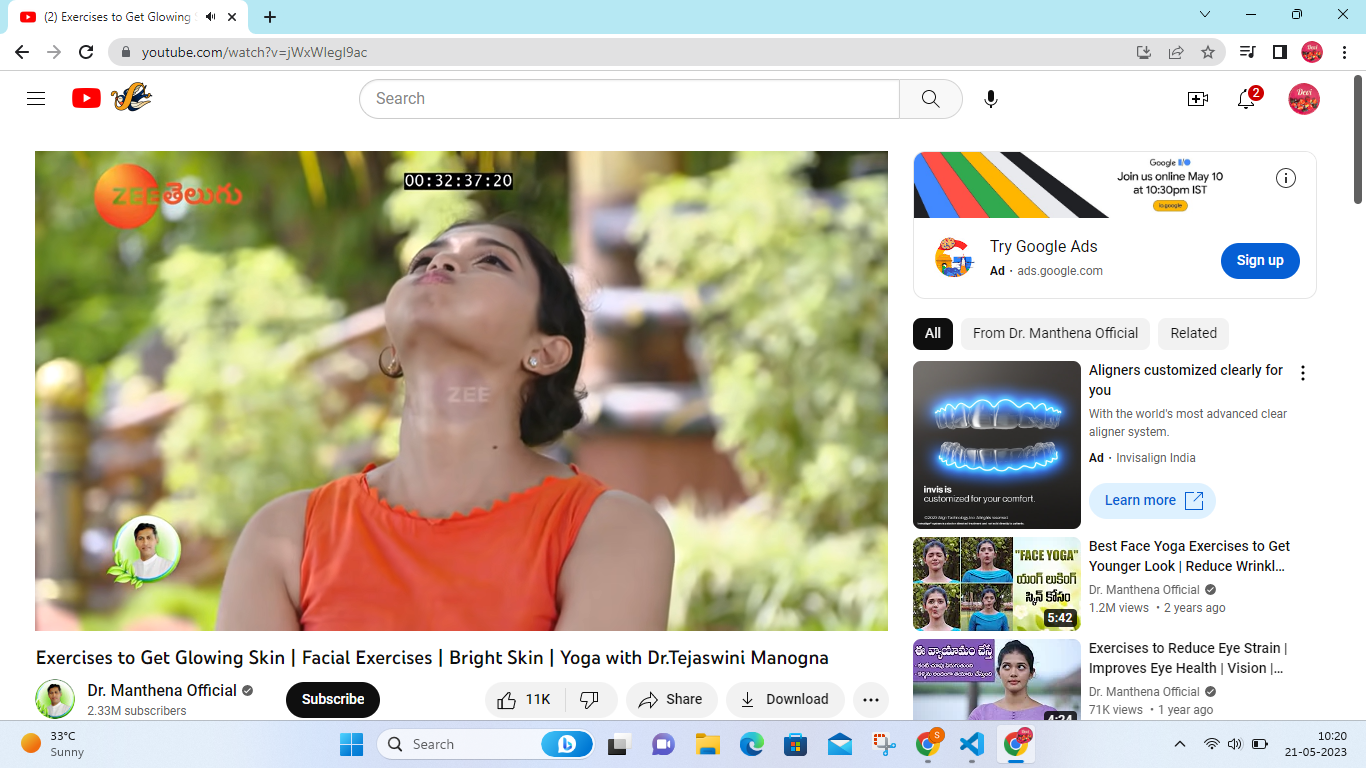 (2) Exercises to Get Glowing
youtube.com/watch?v=jWxWlegI9ac
Search
2
Devi
ZEE తెలుగు
00:32:37:20
ZEE
Google I/O
Join us online May 10
at 10:30pm IST
Try Google Ads
Ad · ads.google.com
Sign up
All
From Dr. Manthena Official
Related
Aligners customized clearly for
you
With the world's most advanced clear
aligner system.
Ad · Invisalign India
Learn more
invis is
customized for your comfort.
"FACE YOGA"
యంగ్ లుకింగ్
స్కిన్ కోసం
5:42
Best Face Yoga Exercises to Get
Younger Look | Reduce Wrinkl...
Dr. Manthena Official
1.2M views • 2 years ago
ఈ వ్యాయామం చేస్తే
4:24
Exercises to Reduce Eye Strain |
Improves Eye Health | Vision |...
Dr. Manthena Official
71K views • 1 year ago
Exercises to Get Glowing Skin | Facial Exercises | Bright Skin | Yoga with Dr.Tejaswini Manogna
Dr. Manthena Official
2.33M subscribers
Subscribe
11K
Share
Download
33°C
Sunny
Search
S
10:20
21-05-2023